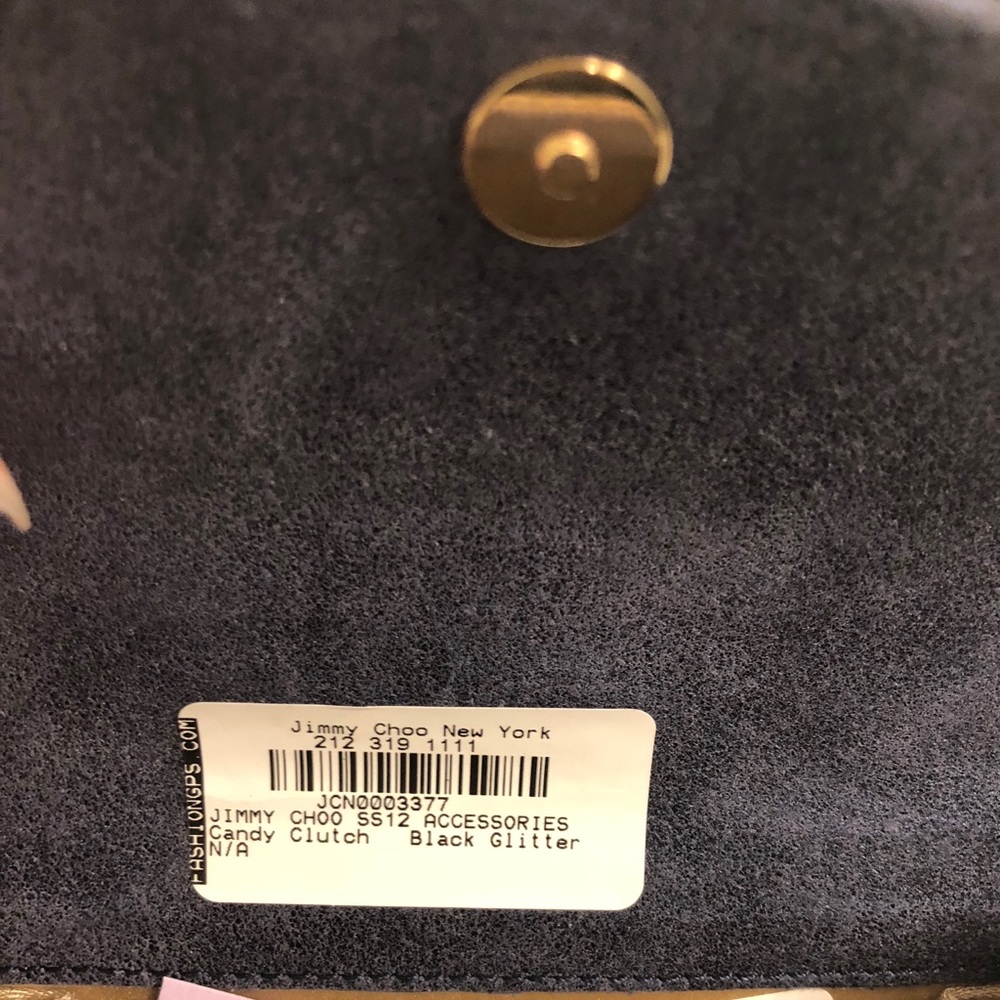 Jimmy Choo New York
212 319 1111
JCN0003377
JIMMY CHOO SS12 ACCESSORIES
Candy Clutch Black Glitter
N/A
FASHIONGPS.COM